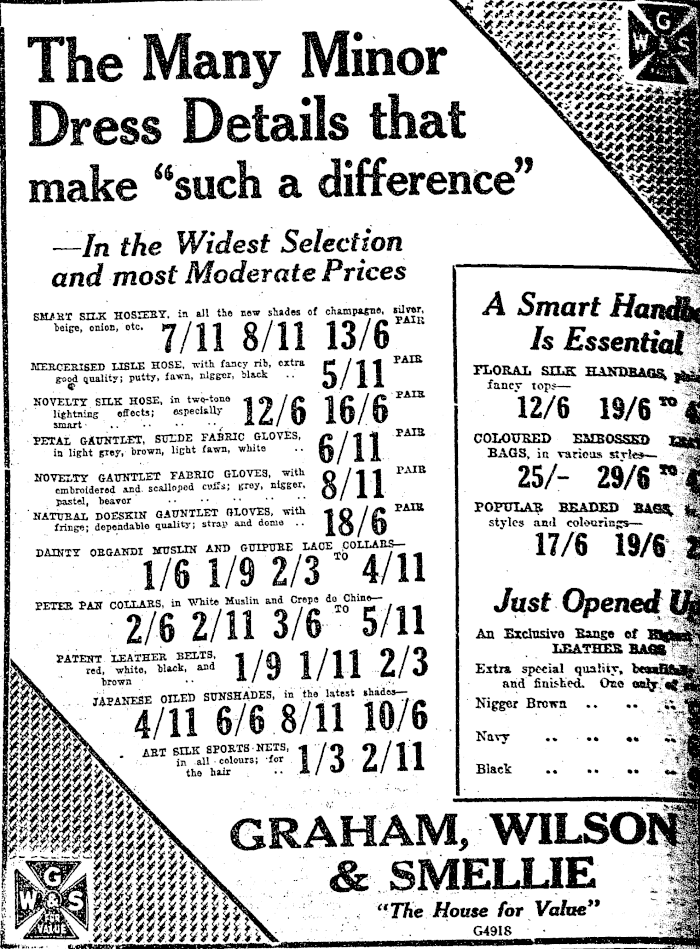 The Many Minor
Dress Details that
make "such a difference"
—In the Widest Selection
and most Moderate Prices
SMART SILK HOSIERY, in all the new shades of champagne, silver,
beige, onion, etc. 7/11 8/11 13/6 PAIR
MERCERISED LISLE HOSE, with fancy rib, extra
good quality; putty, fawn, nigger, black .. 5/11 PAIR
NOVELTY SILK HOSE, in two-tone
lightning effects; especially
smart .. .. .. .. 12/6 16/6 PAIR
PETAL GAUNTLET, SUEDE FABRIC GLOVES,
in light grey, brown, light fawn, white .. 6/11 PAIR
NOVELTY GAUNTLET FABRIC GLOVES, with
embroidered and scalloped cuffs; grey, nigger,
pastel, beaver .. .. .. .. .. 8/11 PAIR
NATURAL DOESKIN GAUNTLET GLOVES, with
fringe; dependable quality; strap and dome .. 18/6 PAIR
DAINTY ORGANDI MUSLIN AND GUIPURE LACE COLLARS—
1/6 1/9 2/3 TO 4/11
PETER PAN COLLARS, in White Muslin and Crepe de Chine—
2/6 2/11 3/6 TO 5/11
PATENT LEATHER BELTS,
red, white, black, and
brown .. .. 1/9 1/11 2/3
JAPANESE OILED SUNSHADES, in the latest shades—
4/11 6/6 8/11 10/6
ART SILK SPORTS NETS,
in all colours; for
the hair .. 1/3 2/11
G
W & S
FOR
VALUE
G
W & S
A Smart
Is Essential
FLORAL SILK HANDBAGS,
fancy tops—
12/6 19/6 TO
COLOURED EMBOSSED
BAGS, in various styles—
25/- 29/6 TO
POPULAR BEADED BAGS,
styles and colourings—
17/6 19/6
Just Opened
An Exclusive Range of
LEATHER BAGS
Extra special quality,
and finished. One only of
Nigger Brown .. .. ..
Navy .. .. ..
Black .. .. ..
GRAHAM, WILSON
& SMELLIE
"The House for Value"
G4918